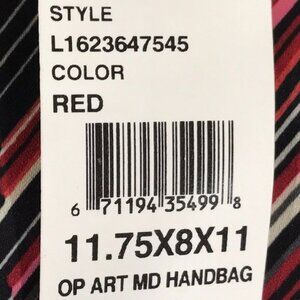 STYLE
L1623647545
COLOR
RED
6 71194 35499 8
11.75X8X11
OP ART MD HANDBAG